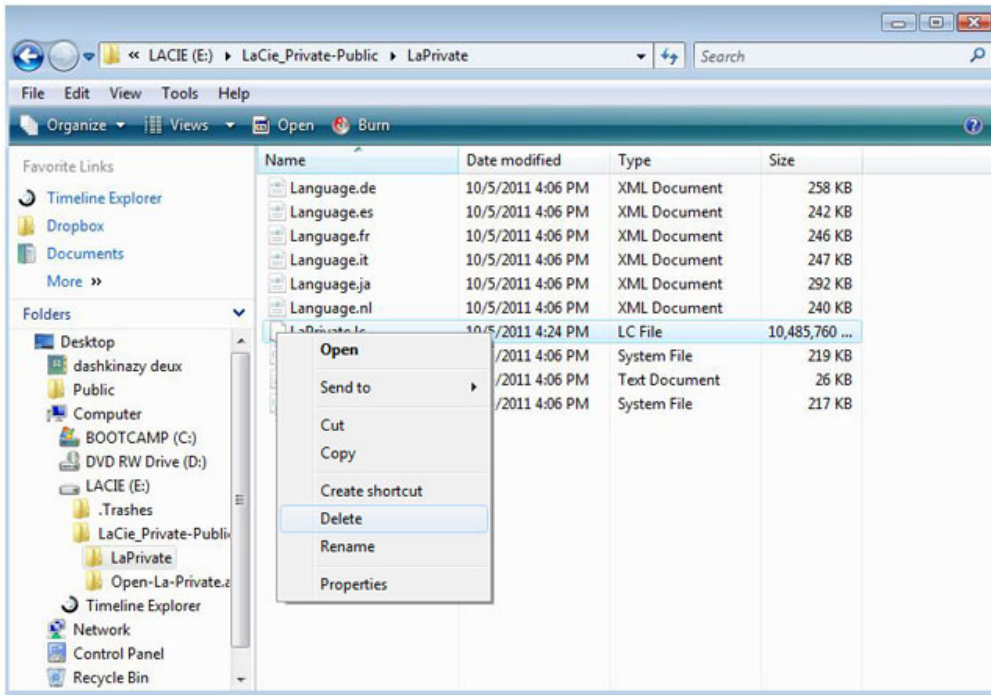 « LACIE (E:) LaCie_Private-Public LaPrivate Search
File Edit View Tools Help
Organize Views Open Burn
Favorite Links
Timeline Explorer
Dropbox
Documents
More »
Folders
Desktop
dashkinazy deux
Public
Computer
BOOTCAMP (C:)
DVD RW Drive (D:)
LACIE (E:)
.Trashes
LaCie_Private-Publi
LaPrivate
Open-La-Private.a
Timeline Explorer
Network
Control Panel
Recycle Bin
Name Date modified Type Size
Language.de 10/5/2011 4:06 PM XML Document 258 KB
Language.es 10/5/2011 4:06 PM XML Document 242 KB
Language.fr 10/5/2011 4:06 PM XML Document 246 KB
Language.it 10/5/2011 4:06 PM XML Document 247 KB
Language.ja 10/5/2011 4:06 PM XML Document 292 KB
Language.nl 10/5/2011 4:06 PM XML Document 240 KB
LaPrivate.lc 10/5/2011 4:24 PM LC File 10,485,760 ...
/2011 4:06 PM System File 219 KB
/2011 4:06 PM Text Document 26 KB
/2011 4:06 PM System File 217 KB
Open
Send to
Cut
Copy
Create shortcut
Delete
Rename
Properties